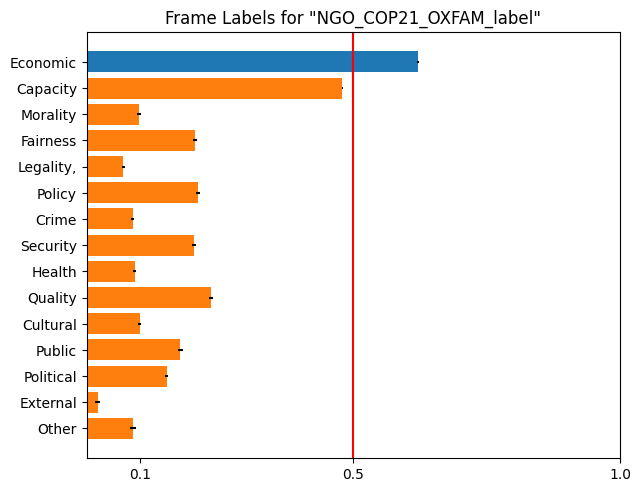 Frame Labels for "NGO_COP21_OXFAM_label"
Economic
Capacity
Morality
Fairness
Legality,
Policy
Crime
Security
Health
Quality
Cultural
Public
Political
External
Other
0.1 0.5 1.0